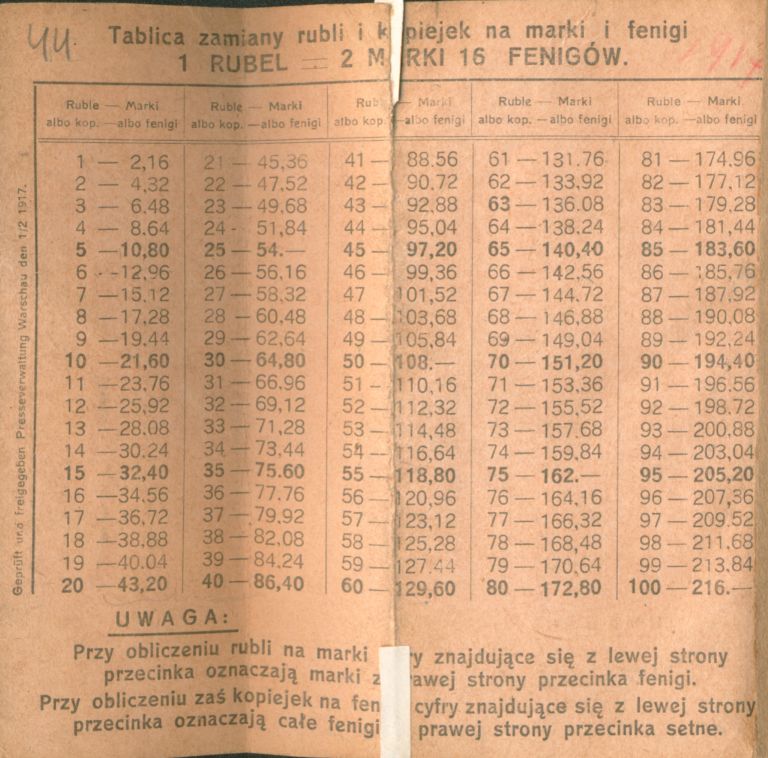 44.
Tablica zamiany rubli i k piejek na marki i fenigi
1 RUBEL = 2 M RKI 16 FENIGÓW.
Ruble — Marki Ruble — Marki Rub — Marki Ruble — Marki Ruble — Marki
albo kop. —albo fenigi albo kop. —albo fenigi albo kop albo fenigi albo kop. —albo fenigi albo kop. —albo fenigi
1 — 2,16 21 — 45,36 41 — 88.56 61 — 131.76 81 — 174.96
2 — 4,32 22 — 47.52 42 — 90.72 62 — 133.92 82 — 177,12
3 — 6.48 23 — 49,68 43 — 92.88 63 — 136.08 83 — 179.28
4 — 8.64 24 - 51,84 44 — 95,04 64 — 138.24 84 — 181,44
5 —10,80 25 — 54.— 45 — 97,20 65 — 140,40 85 — 183,60
6 - -12,96 26 — 56,16 46 — 99,36 66 — 142,56 86 — 185,76
7 —15.12 27 — 58.32 47 101,52 67 — 144.72 87 — 187,92
8 —17,28 28 — 60,48 48 — 103,68 68 — 146,88 88 — 190,08
9 —19.44 29 — 62,64 49 — 105,84 69 — 149,04 89 — 192,24
10 —21,60 30 — 64,80 50 — 108.— 70 — 151,20 90 — 194,40
11 —23.76 31 — 66.96 51 - 110,16 71 — 153,36 91 — 196.56
12 —25,92 32 — 69,12 52 — 112,32 72 — 155,52 92 — 198.72
13 —28.08 33 — 71,28 53 — 114,48 73 — 157.68 93 — 200,88
14 —30.24 34 — 73,44 54 — 116,64 74 — 159,84 94 — 203,04
15 —32,40 35 — 75.60 55 — 118,80 75 — 162.— 95 — 205,20
16 —34.56 36 — 77.76 56 — 120,96 76 — 164,16 96 — 207,36
17 —36,72 37 — 79.92 57 — 123,12 77 — 166,32 97 — 209.52
18 —38.88 38 — 82.08 58 — 125,28 78 — 168,48 98 — 211.68
19 —40.04 39 — 84.24 59 — 127.44 79 — 170,64 99 — 213.84
20 —43,20 40 — 86,40 60 — 129,60 80 — 172,80 100 — 216.—
Geprüft und freigegeben Presseverwaltung Warschau den 1/2 1917.
UWAGA:
Przy obliczeniu rubli na marki ry znajdujące się z lewej strony
przecinka oznaczają marki z rawej strony przecinka fenigi.
Przy obliczeniu zaś kopiejek na fen cyfry znajdujące się z lewej strony
przecinka oznaczają całe fenigi prawej strony przecinka setne.